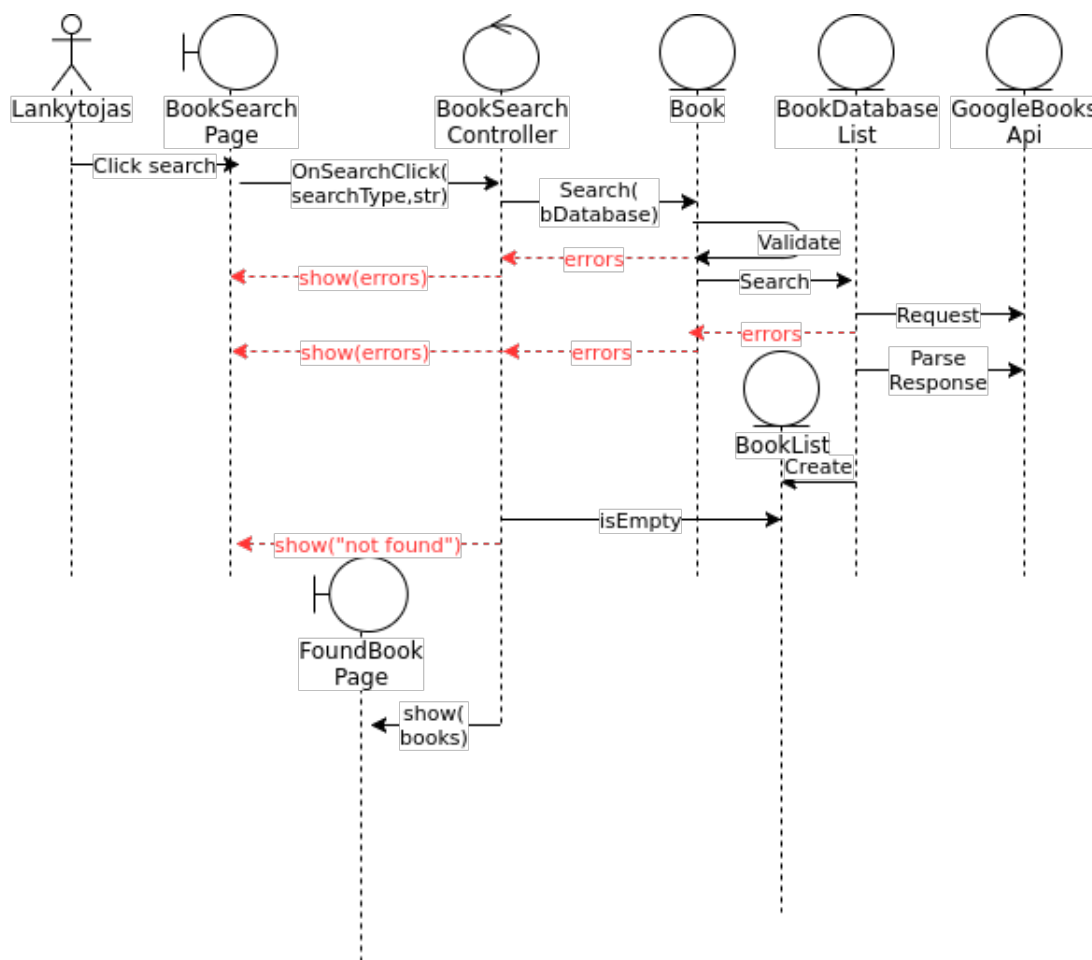 Lankytojas
BookSearch
Page
BookSearch
Controller
Book
BookDatabase
List
GoogleBooks
Api
Click search
OnSearchClick(
searchType,str)
Search(
bDatabase)
Validate
errors
show(errors)
Search
Request
errors
show(errors)
errors
Parse
Response
BookList
Create
isEmpty
show("not found")
FoundBook
Page
show(
books)